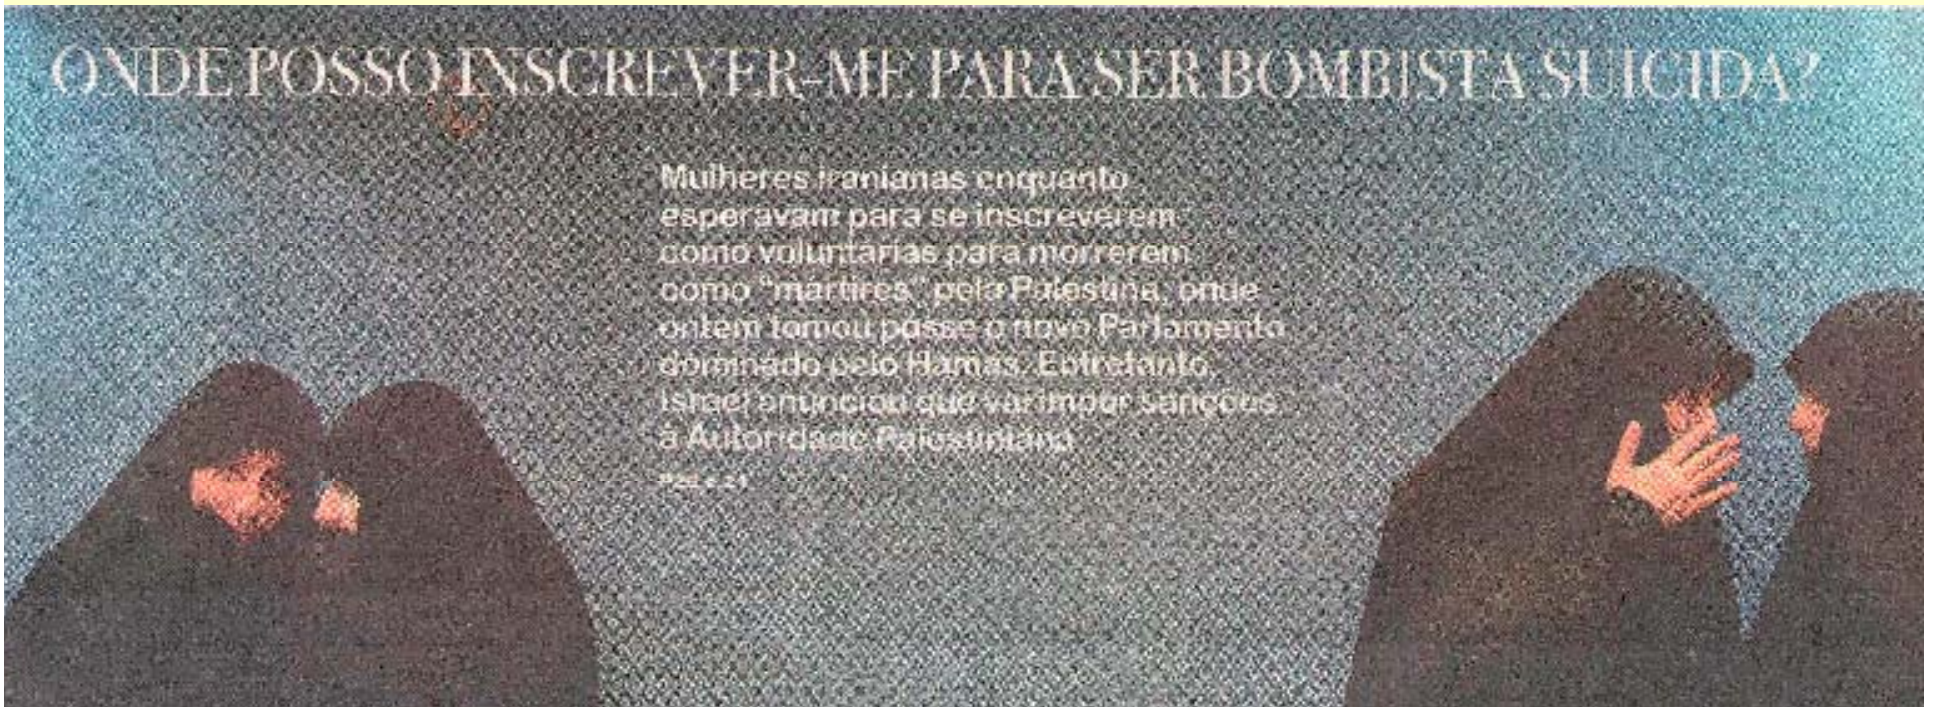 ONDE POSSO INSCREVER-ME PARA SER BOMBISTA SUICIDA?
Mulheres iranianas enquanto
esperavam para se inscreverem
como voluntárias para morrerem
como “mártires” pela Palestina, onde
ontem tomou posse o novo Parlamento
dominado pelo Hamas. Entretanto,
Israel anunciou que vai impor sanções
à Autoridade Palestiniana